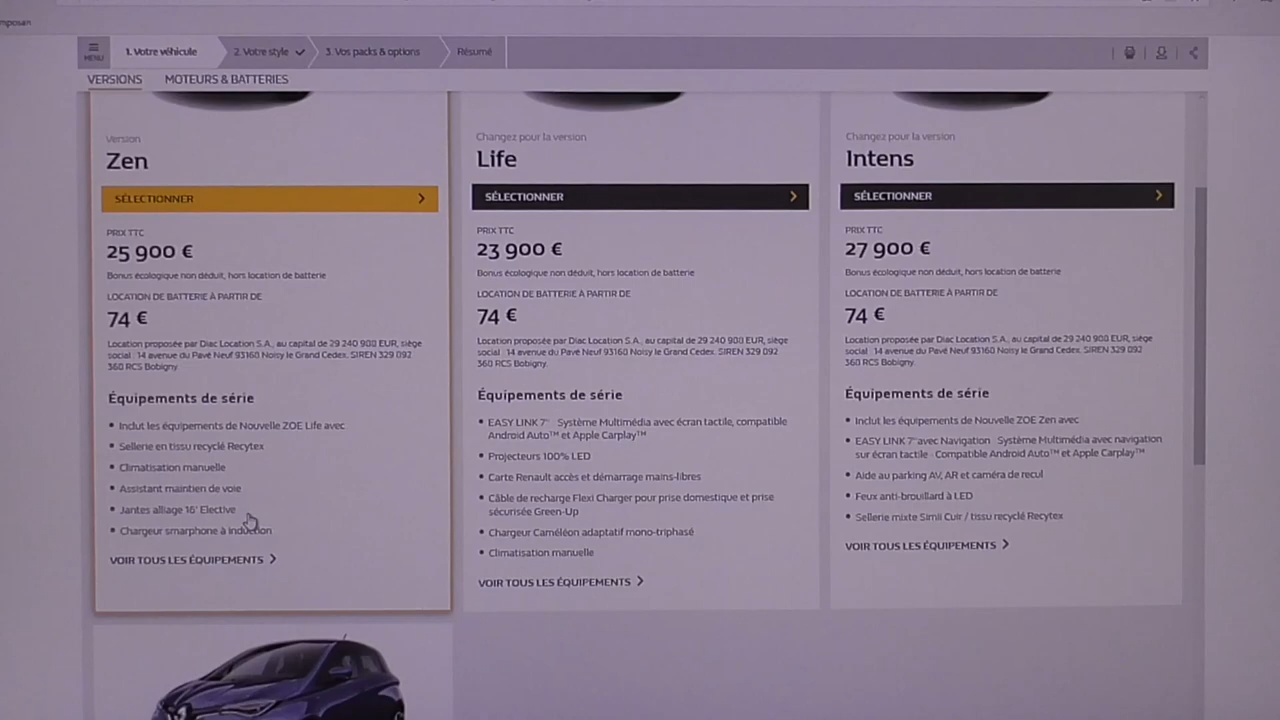 mposan
MENU
1. Votre véhicule
2. Votre style
3. Vos packs & options
Résumé
VERSIONS
MOTEURS & BATTERIES
Version
Zen
SÉLECTIONNER
PRIX TTC
25 900 €
Bonus écologique non déduit, hors location de batterie
LOCATION DE BATTERIE À PARTIR DE
74 €
Location proposée par Diac Location S.A., au capital de 29 240 900 EUR, siège
social : 14 avenue du Pavé Neuf 93160 Noisy le Grand Cedex. SIREN 329 092
360 RCS Bobigny.
Équipements de série
• Inclut les équipements de Nouvelle ZOE Life avec
• Sellerie en tissu recyclé Recytex
• Climatisation manuelle
• Assistant maintien de voie
• Jantes alliage 16" Elective
• Chargeur smarphone à induction
VOIR TOUS LES ÉQUIPEMENTS
Changez pour la version
Life
SÉLECTIONNER
PRIX TTC
23 900 €
Bonus écologique non déduit, hors location de batterie
LOCATION DE BATTERIE À PARTIR DE
74 €
Location proposée par Diac Location S.A., au capital de 29 240 900 EUR, siège
social : 14 avenue du Pavé Neuf 93160 Noisy le Grand Cedex. SIREN 329 092
360 RCS Bobigny.
Équipements de série
• EASY LINK 7" : Système Multimédia avec écran tactile, compatible
Android Auto™ et Apple Carplay™
• Projecteurs 100% LED
• Carte Renault accès et démarrage mains-libres
• Câble de recharge Flexi Charger pour prise domestique et prise
sécurisée Green-Up
• Chargeur Caméléon adaptatif mono-triphasé
• Climatisation manuelle
VOIR TOUS LES ÉQUIPEMENTS
Changez pour la version
Intens
SÉLECTIONNER
PRIX TTC
27 900 €
Bonus écologique non déduit, hors location de batterie
LOCATION DE BATTERIE À PARTIR DE
74 €
Location proposée par Diac Location S.A., au capital de 29 240 900 EUR, siège
social : 14 avenue du Pavé Neuf 93160 Noisy le Grand Cedex. SIREN 329 092
360 RCS Bobigny.
Équipements de série
• Inclut les équipements de Nouvelle ZOE Zen avec
• EASY LINK 7" avec Navigation : Système Multimédia avec navigation
sur écran tactile - Compatible Android Auto™ et Apple Carplay™
• Aide au parking AV, AR et caméra de recul
• Feux anti-brouillard à LED
• Sellerie mixte Simili Cuir / tissu recyclé Recytex
VOIR TOUS LES ÉQUIPEMENTS